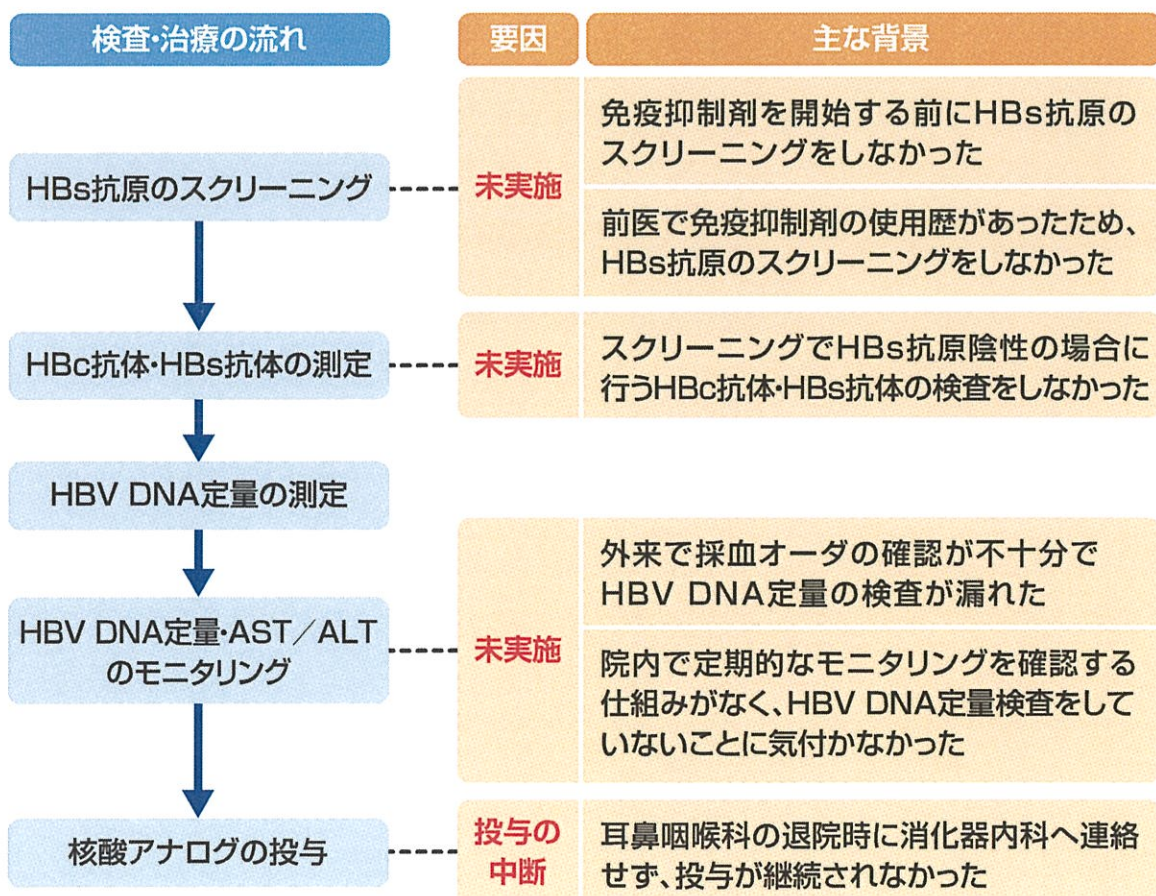 検査・治療の流れ
要因
主な背景
HBs抗原のスクリーニング
未実施
免疫抑制剤を開始する前にHBs抗原の
スクリーニングをしなかった
前医で免疫抑制剤の使用歴があったため、
HBs抗原のスクリーニングをしなかった
HBc抗体・HBs抗体の測定
未実施
スクリーニングでHBs抗原陰性の場合に
行うHBc抗体・HBs抗体の検査をしなかった
HBV DNA定量の測定
HBV DNA定量・AST／ALT
のモニタリング
未実施
外来で採血オーダの確認が不十分で
HBV DNA定量の検査が漏れた
院内で定期的なモニタリングを確認する
仕組みがなく、HBV DNA定量検査をして
いないことに気付かなかった
核酸アナログの投与
投与の
中断
耳鼻咽喉科の退院時に消化器内科へ連絡
せず、投与が継続されなかった